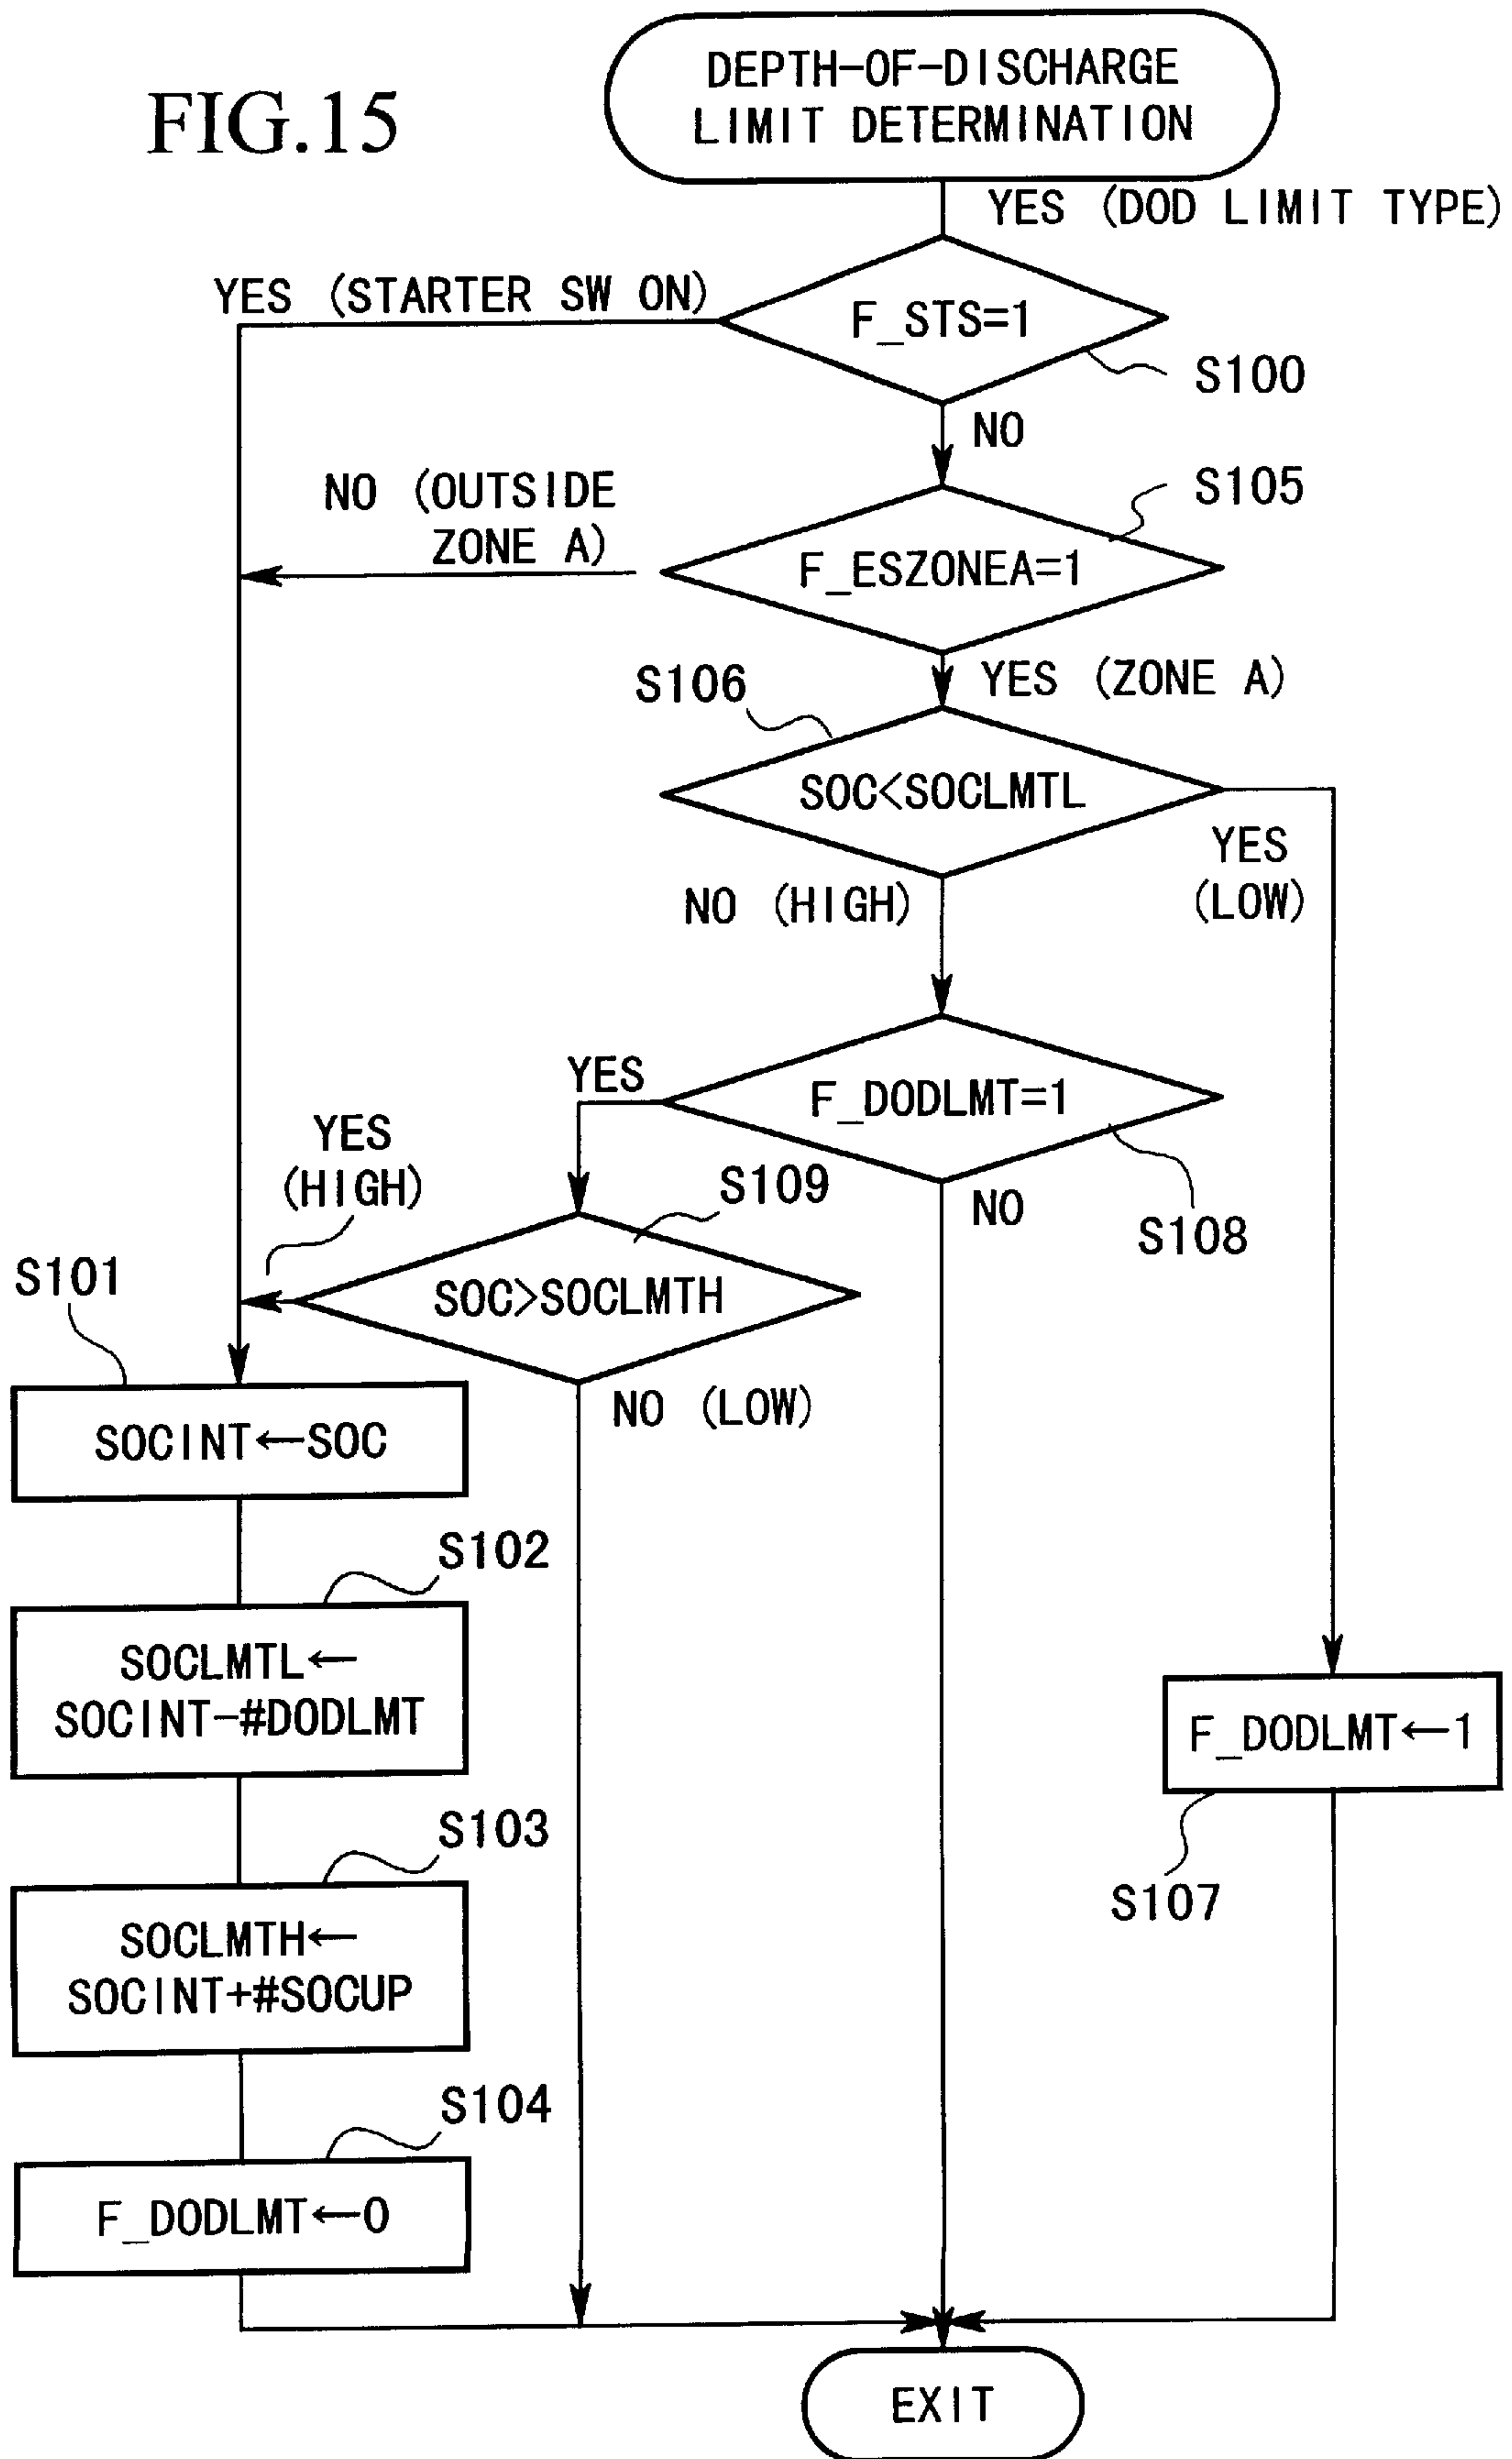 FIG.15
DEPTH-OF-DISCHARGE
LIMIT DETERMINATION
YES (DOD LIMIT TYPE)
YES (STARTER SW ON)
F_STS=1
S100
NO
NO (OUTSIDE
ZONE A)
S105
F_ESZONEA=1
S106
YES (ZONE A)
SOC<SOCLMTL
YES
(LOW)
NO (HIGH)
YES
F_DODLMT=1
YES
(HIGH)
S109
NO
S108
S101
SOC>SOCLMTH
NO (LOW)
SOCINT←SOC
S102
SOCLMTL←
SOCINT-#DODLMT
F_DODLMT←1
S103
S107
SOCLMTH←
SOCINT+#SOCUP
S104
F_DODLMT←0
EXIT